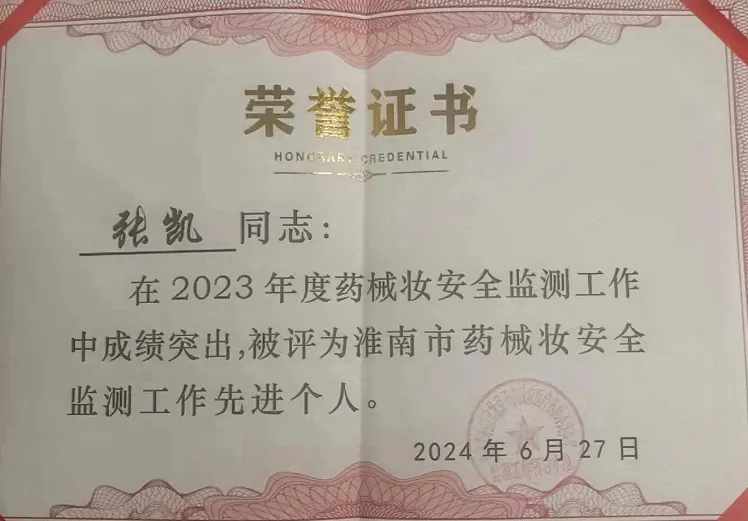 荣誉证书
HONORARY CREDENTIAL
张凯 同志：
在2023年度药械妆安全监测工作
中成绩突出,被评为淮南市药械妆安全
监测工作先进个人。
2024年6月27日